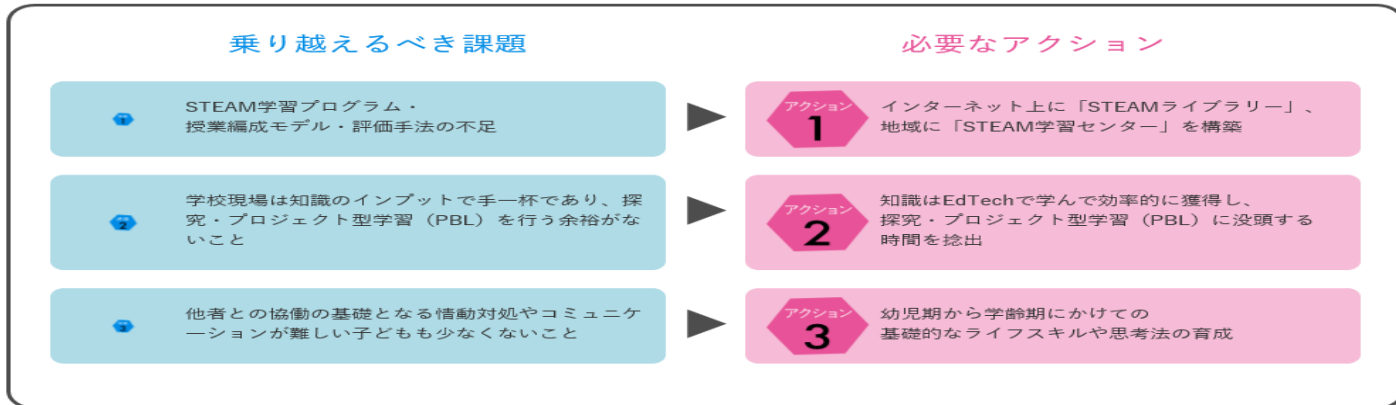 乗り越えるべき課題
必要なアクション
1
STEAM学習プログラム・
授業編成モデル・評価手法の不足
アクション
1
インターネット上に「STEAMライブラリー」、
地域に「STEAM学習センター」を構築
2
学校現場は知識のインプットで手一杯であり、探
究・プロジェクト型学習（PBL）を行う余裕がな
いこと
アクション
2
知識はEdTechで学んで効率的に獲得し、
探究・プロジェクト型学習（PBL）に没頭する
時間を捻出
3
他者との協働の基礎となる情動対処やコミュニケ
ーションが難しい子どもも少なくないこと
アクション
3
幼児期から学齢期にかけての
基礎的なライフスキルや思考法の育成